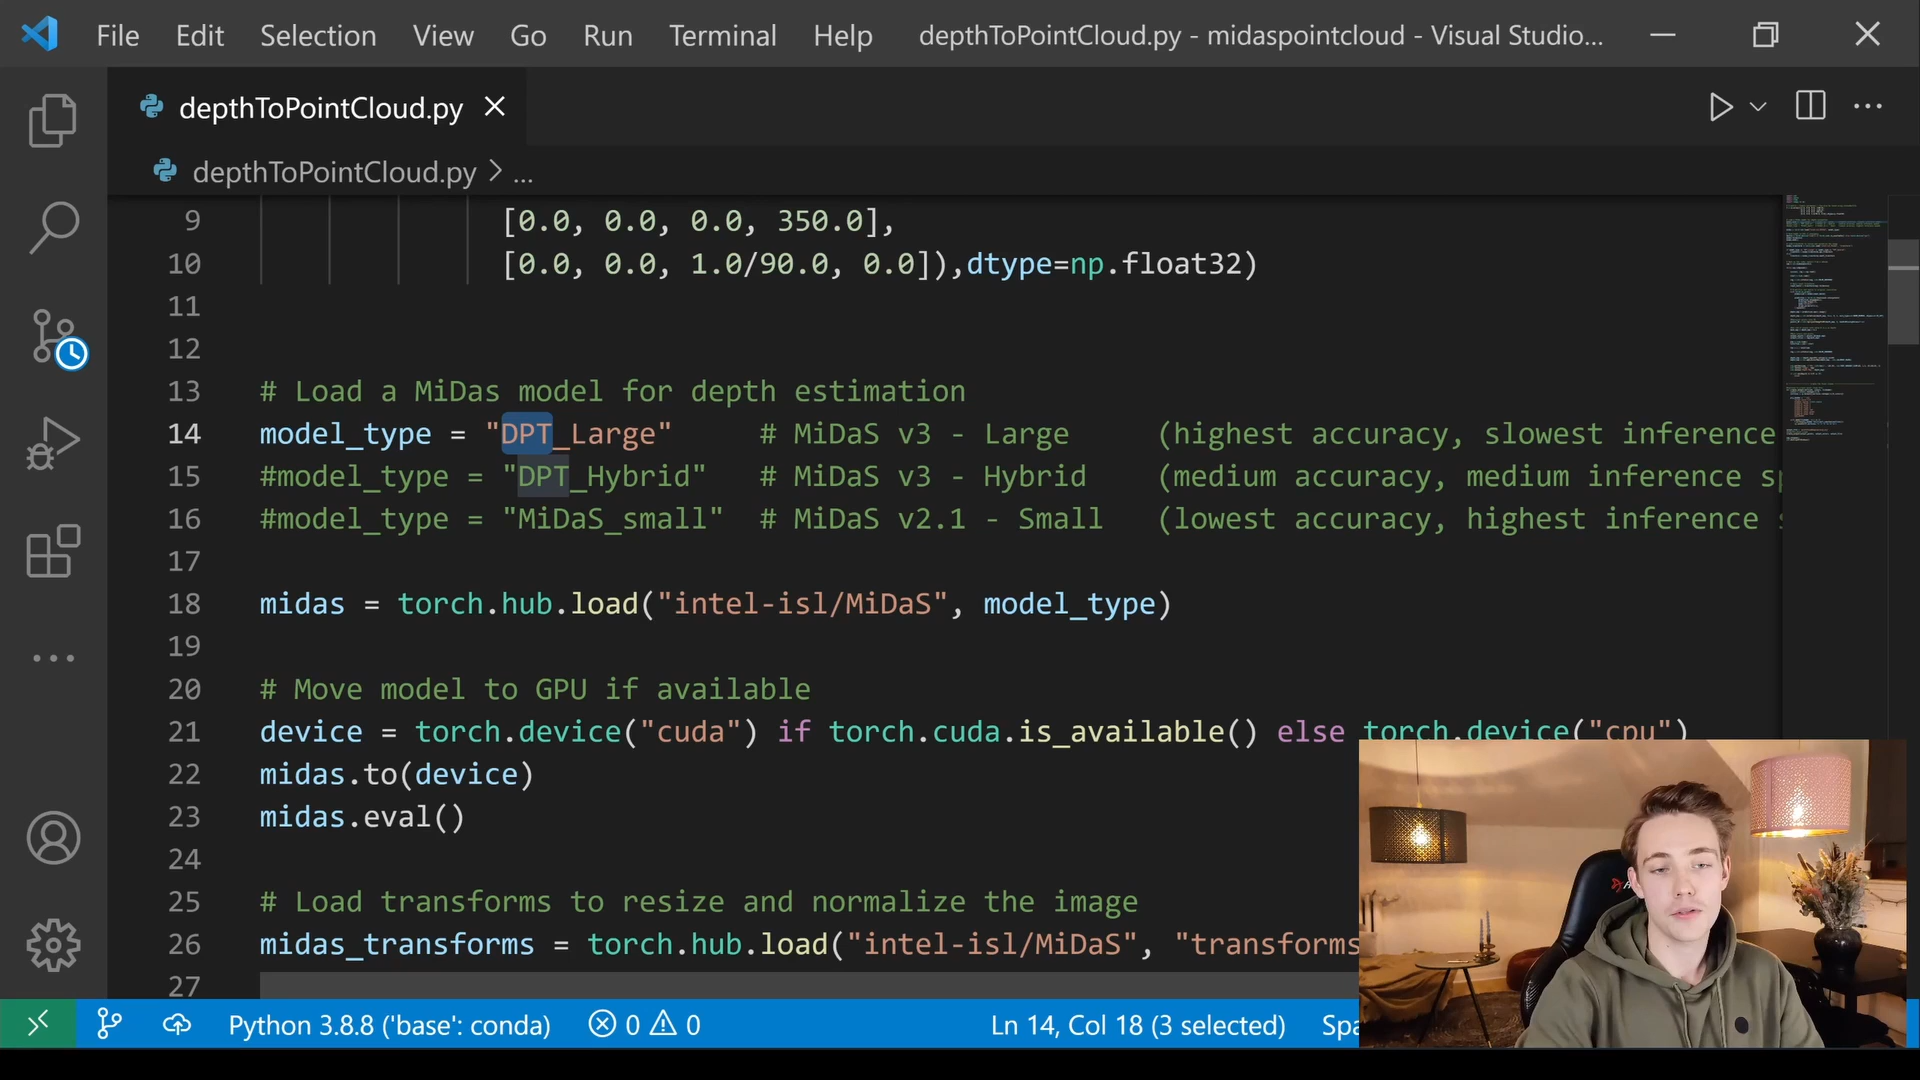 File Edit Selection View Go Run Terminal Help depthToPointCloud.py - midaspointcloud - Visual Studio...
depthToPointCloud.py
depthToPointCloud.py > ...
9 [0.0, 0.0, 0.0, 350.0],
10 [0.0, 0.0, 1.0/90.0, 0.0]]),dtype=np.float32)
11
12
13 # Load a MiDas model for depth estimation
14 model_type = "DPT_Large" # MiDaS v3 - Large (highest accuracy, slowest inference
15 #model_type = "DPT_Hybrid" # MiDaS v3 - Hybrid (medium accuracy, medium inference sp
16 #model_type = "MiDaS_small" # MiDaS v2.1 - Small (lowest accuracy, highest inference
17
18 midas = torch.hub.load("intel-isl/MiDaS", model_type)
19
20 # Move model to GPU if available
21 device = torch.device("cuda") if torch.cuda.is_available() else torch.device("cpu")
22 midas.to(device)
23 midas.eval()
24
25 # Load transforms to resize and normalize the image
26 midas_transforms = torch.hub.load("intel-isl/MiDaS", "transforms
27
Python 3.8.8 ('base': conda) 0 0 Ln 14, Col 18 (3 selected) Spa